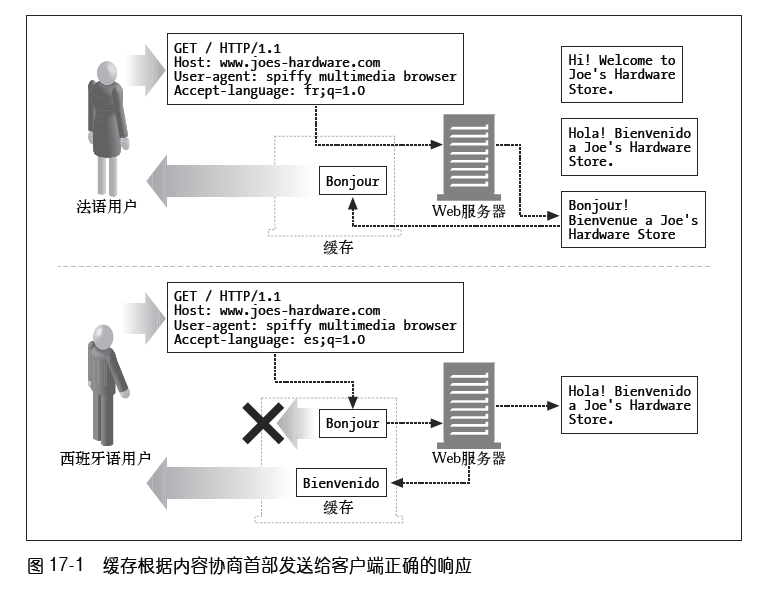 GET / HTTP/1.1
Host: www.joes-hardware.com
User-agent: spiffy multimedia browser
Accept-language: fr;q=1.0
Hi! Welcome to
Joe's Hardware
Store.
Hola! Bienvenido
a Joe's Hardware
Store.
Bonjour
法语用户
Web服务器
Bonjour!
Bienvenue a Joe's
Hardware Store
缓存
GET / HTTP/1.1
Host: www.joes-hardware.com
User-agent: spiffy multimedia browser
Accept-language: es;q=1.0
Hola! Bienvenido
a Joe's Hardware
Store.
Bonjour
西班牙语用户
Web服务器
Bienvenido
缓存
图 17-1 缓存根据内容协商首部发送给客户端正确的响应